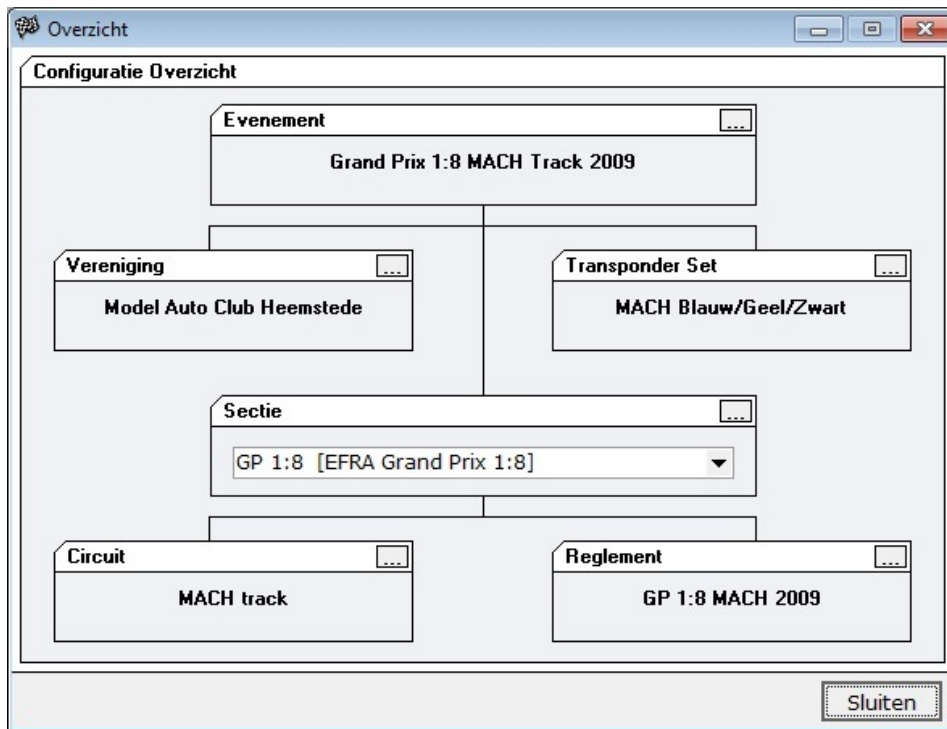 Overzicht
Configuratie Overzicht
Evenement ...
Grand Prix 1:8 MACH Track 2009
Vereniging ...
Model Auto Club Heemstede
Transponder Set ...
MACH Blauw/Geel/Zwart
Sectie ...
GP 1:8 [EFRA Grand Prix 1:8]
Circuit ...
MACH track
Reglement ...
GP 1:8 MACH 2009
Sluiten